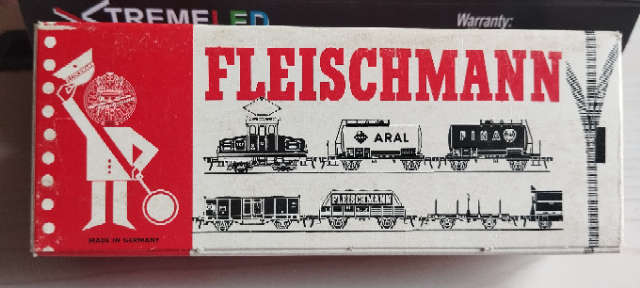 XTREMELED
Warranty:
FLEISCHMANN
ARAL
FINA
FLEISCHMANN
MADE IN GERMANY